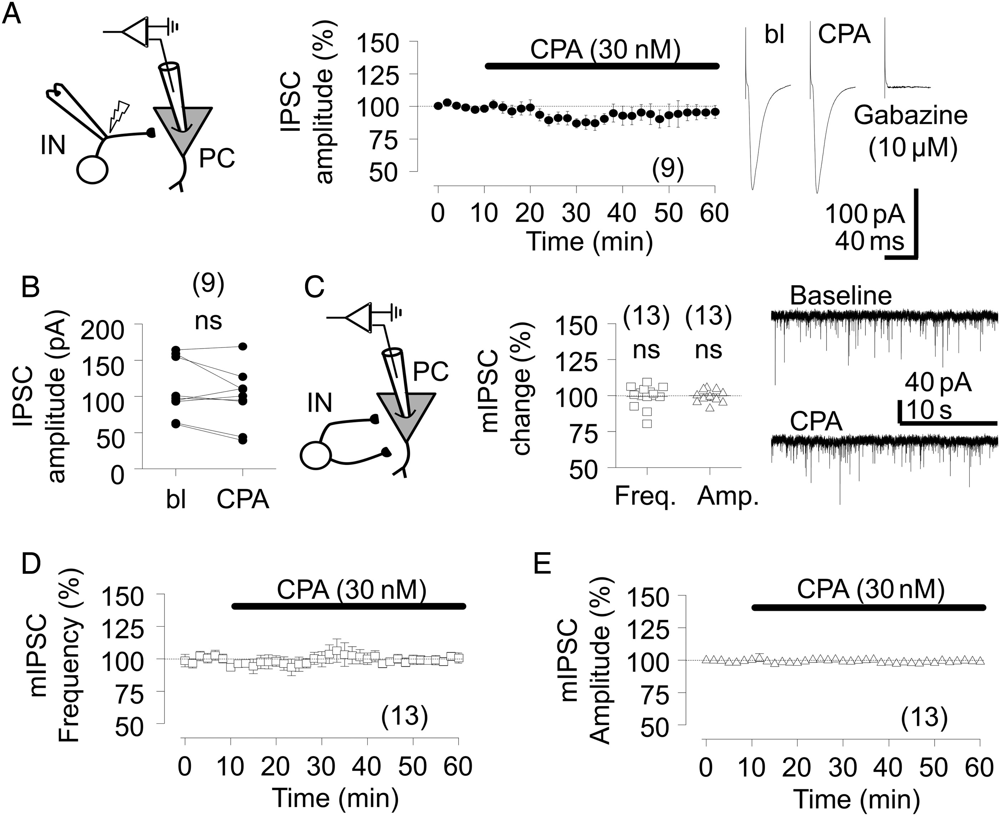 A
IN
PC
IPSC
amplitude (%)
150
125
100
75
50
CPA (30 nM)
(9)
0 10 20 30 40 50 60
Time (min)
bl CPA
Gabazine
(10 µM)
100 pA
40 ms
B
(9)
ns
IPSC
amplitude (pA)
200
150
100
50
0
bl CPA
C
IN
PC
mIPSC
change (%)
150
125
100
75
50
(13) (13)
ns ns
Freq. Amp.
Baseline
40 pA
10 s
CPA
D
mIPSC
Frequency (%)
150
125
100
75
50
CPA (30 nM)
(13)
0 10 20 30 40 50 60
Time (min)
E
mIPSC
Amplitude (%)
150
125
100
75
50
CPA (30 nM)
(13)
0 10 20 30 40 50 60
Time (min)